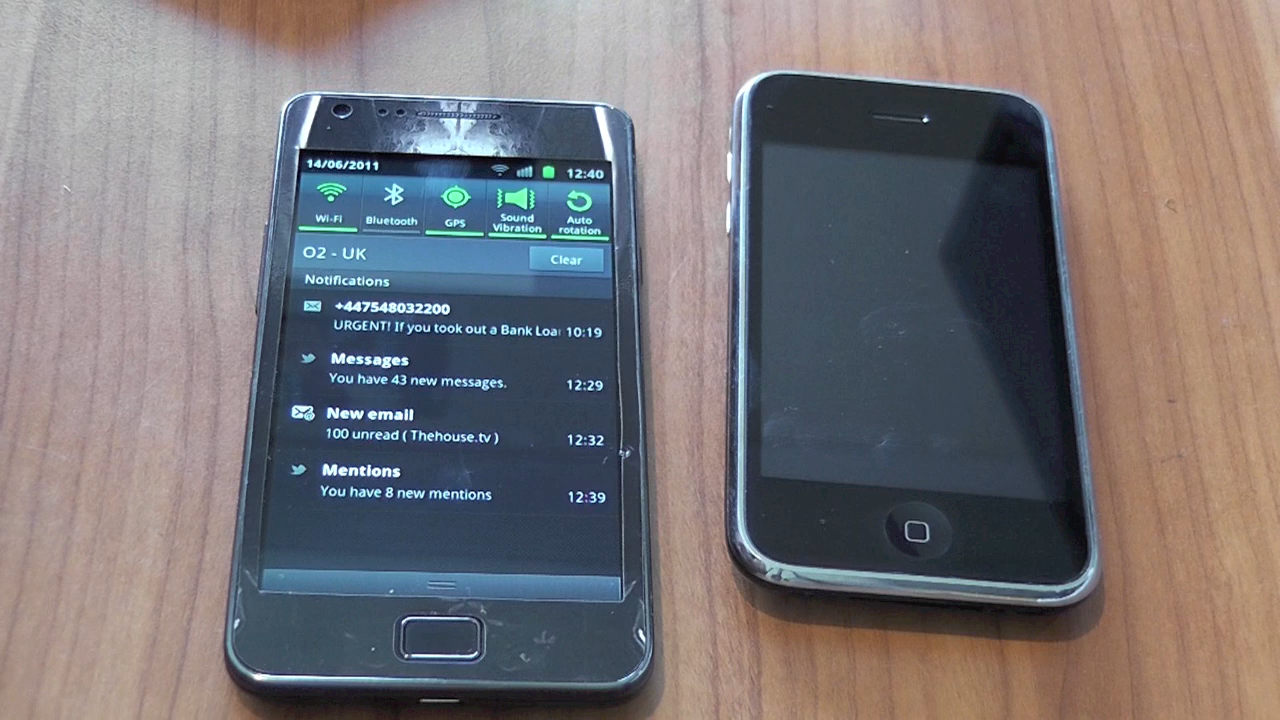 14/06/2011 12:40
Wi-Fi Bluetooth GPS Sound Vibration Auto rotation
O2 - UK Clear
Notifications
+447548032200
URGENT! If you took out a Bank Loa 10:19
Messages
You have 43 new messages. 12:29
New email
100 unread ( Thehouse.tv ) 12:32
Mentions
You have 8 new mentions 12:39